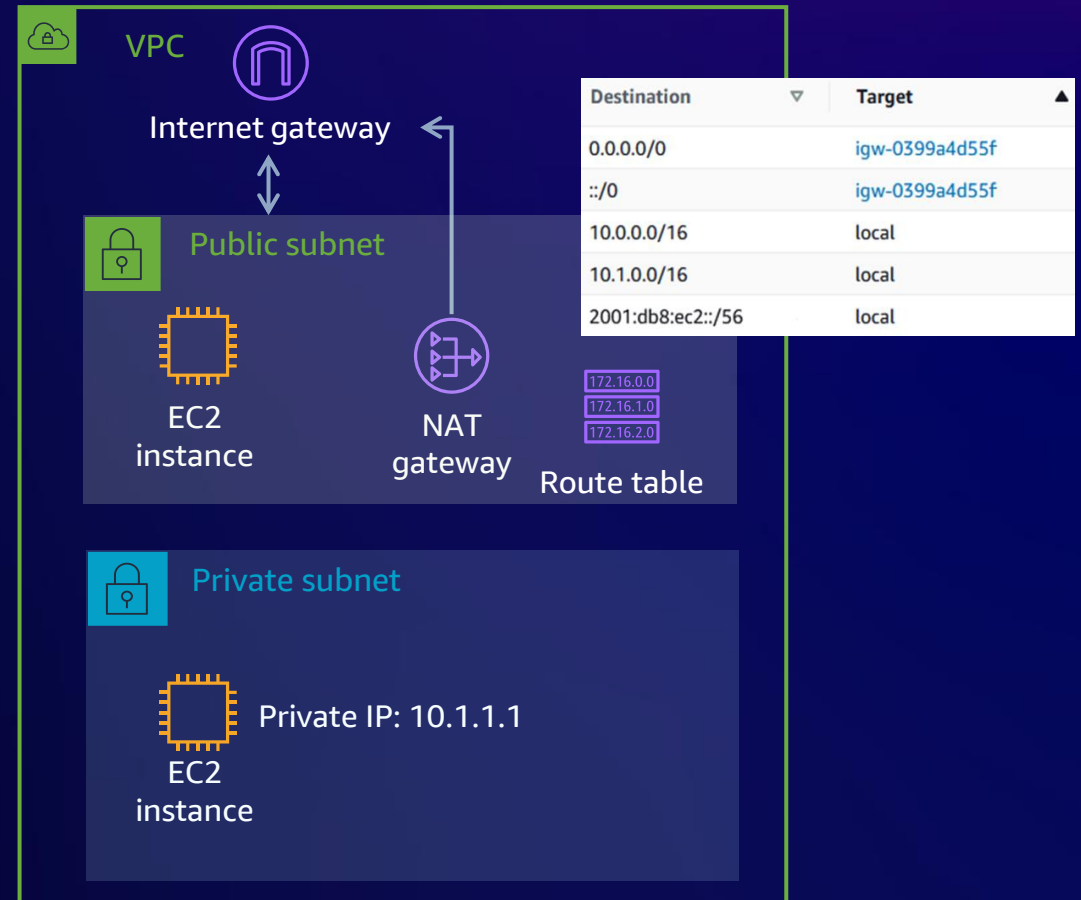 VPC
Internet gateway
Destination Target
0.0.0.0/0 igw-0399a4d55f
::/0 igw-0399a4d55f
10.0.0.0/16 local
10.1.0.0/16 local
2001:db8:ec2::/56 local
Public subnet
EC2
instance
NAT
gateway
172.16.0.0
172.16.1.0
172.16.2.0
Route table
Private subnet
Private IP: 10.1.1.1
EC2
instance